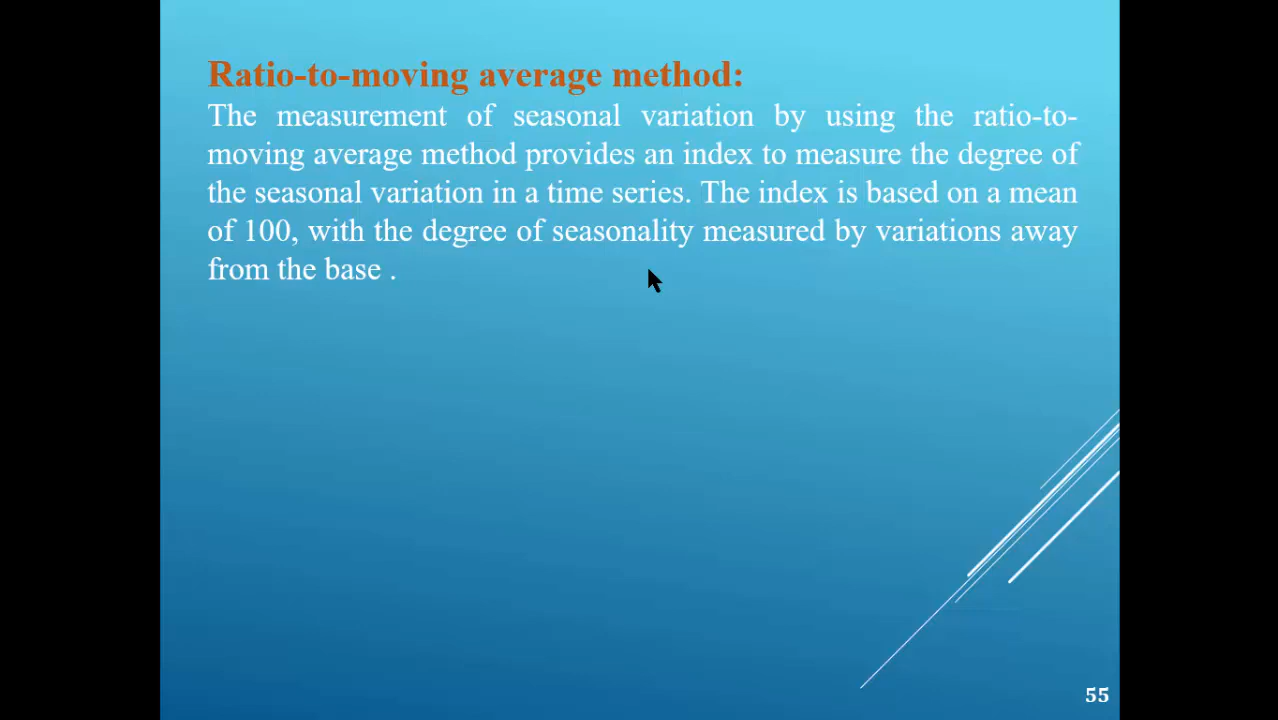 Ratio-to-moving average method:
The measurement of seasonal variation by using the ratio-to-
moving average method provides an index to measure the degree of
the seasonal variation in a time series. The index is based on a mean
of 100, with the degree of seasonality measured by variations away
from the base .
55